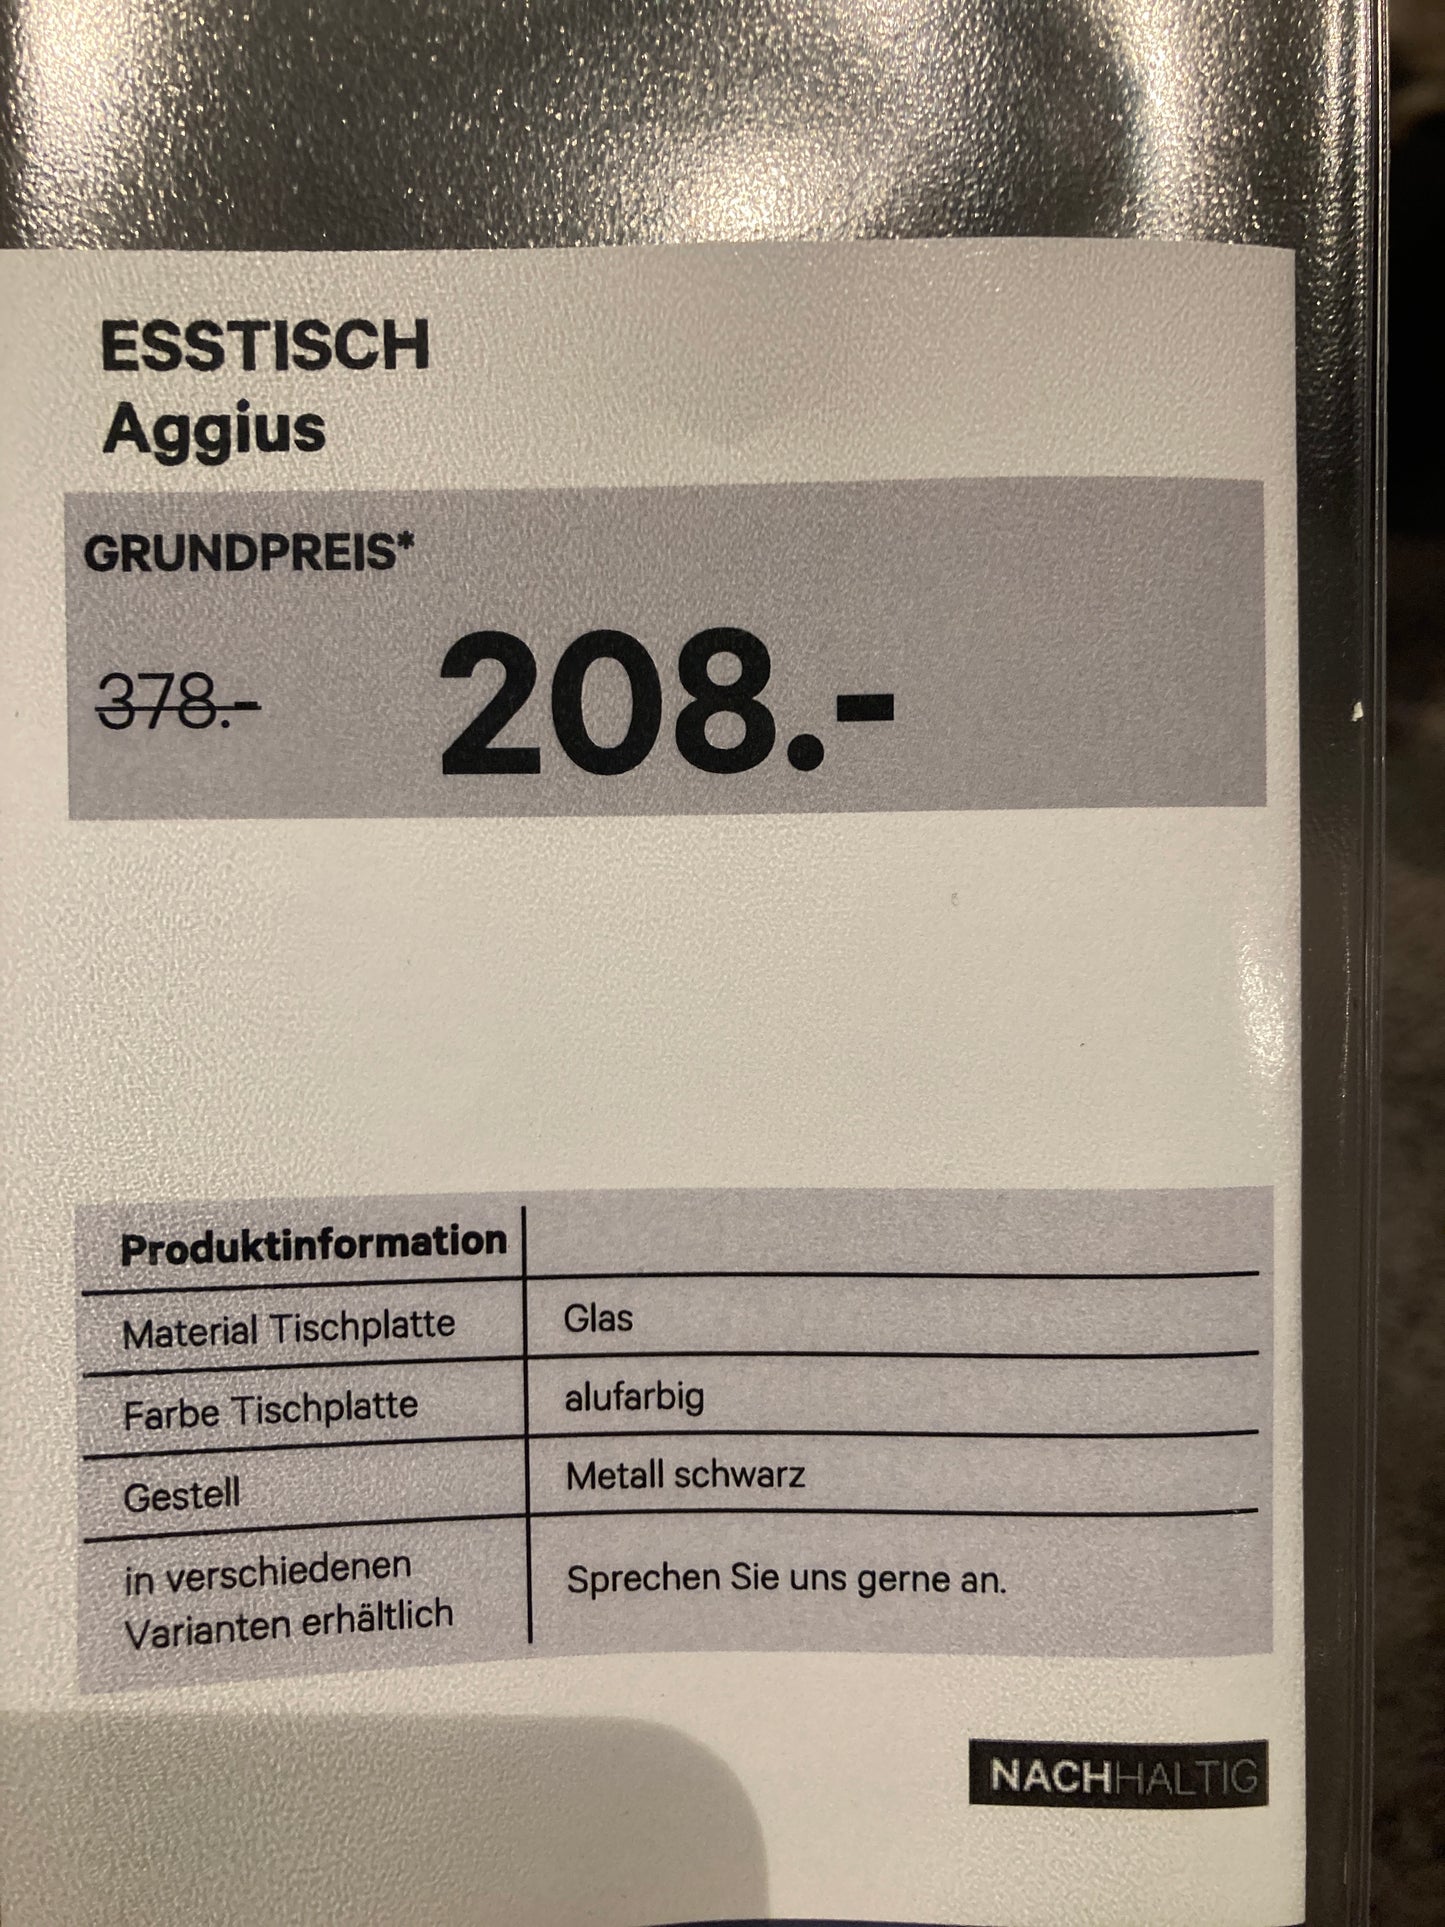 ESSTISCH
Aggius
GRUNDPREIS*
378.- 208.-
Produktinformation
Material Tischplatte Glas
Farbe Tischplatte alufarbig
Gestell Metall schwarz
in verschiedenen
Varianten erhältlich
Sprechen Sie uns gerne an.
NACHHALTIG